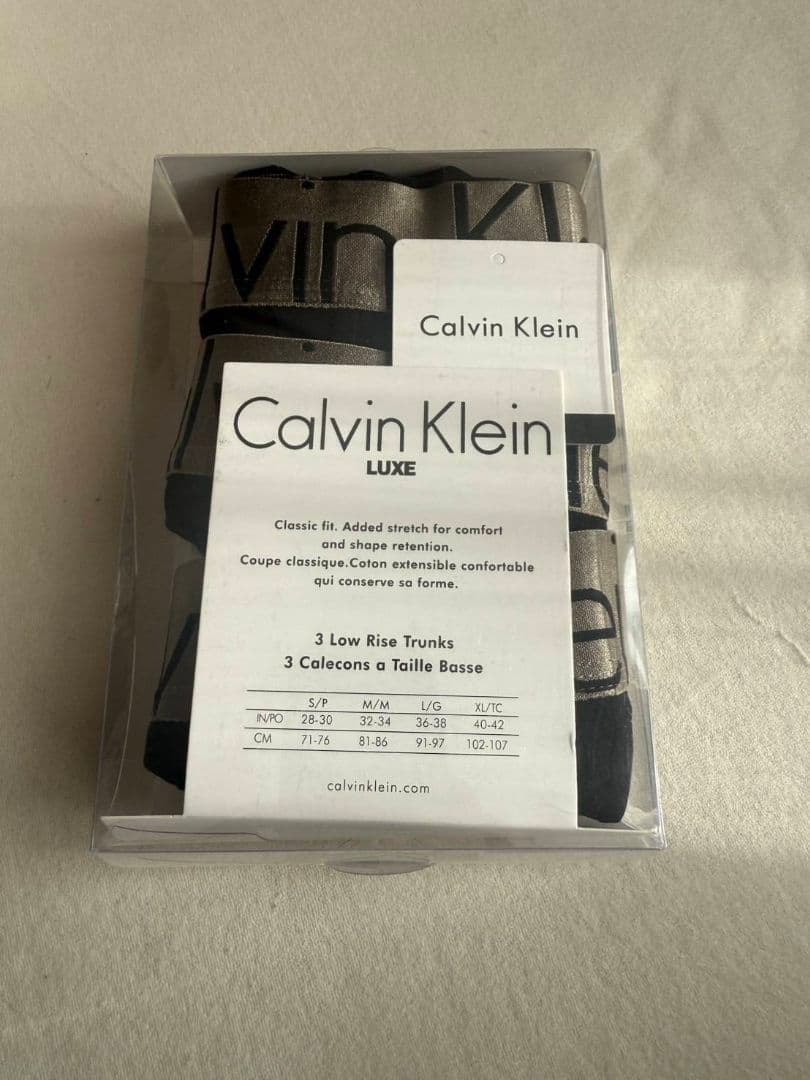 vin Kl
Calvin Klein
Calvin Klein
LUXE
Classic fit. Added stretch for comfort
and shape retention.
Coupe classique.Coton extensible confortable
qui conserve sa forme.
3 Low Rise Trunks
3 Calecons a Taille Basse
S/P M/M L/G XL/TC
IN/PO 28-30 32-34 36-38 40-42
CM 71-76 81-86 91-97 102-107
calvinklein.com